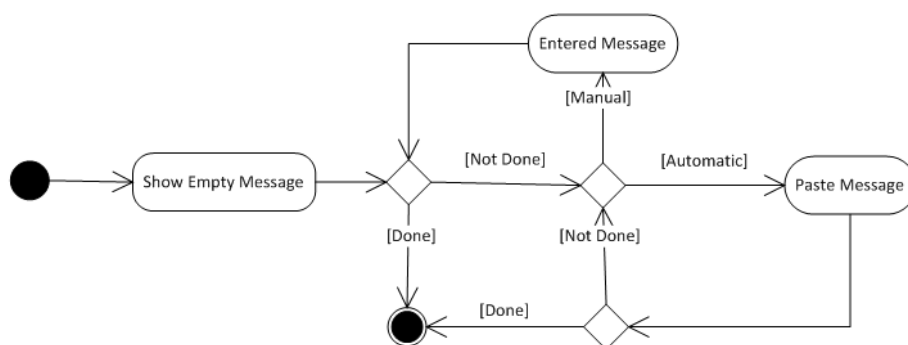 Entered Message
[Manual]
[Not Done]
[Automatic]
Show Empty Message
Paste Message
[Done]
[Not Done]
[Done]